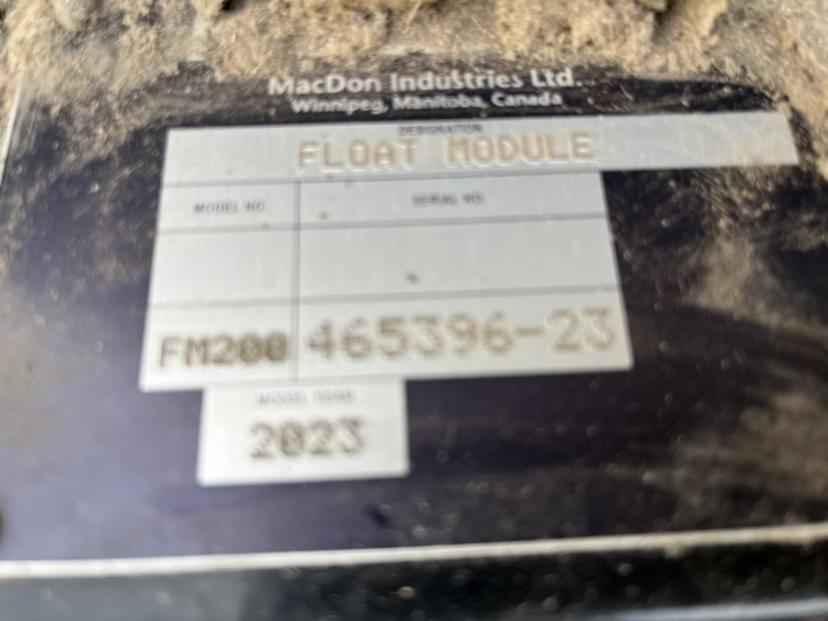 MacDon Industries Ltd.
Winnipeg, Manitoba, Canada
DESIGNATION
FLOAT MODULE
MODEL NO. SERIAL NO.
FM200 465396-23
MODEL YEAR
2023